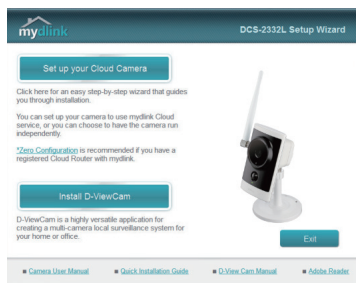 mydlink
DCS-2332L Setup Wizard
Set up your Cloud Camera
Click here for an easy step-by-step wizard that guides
you through installation.
You can set up your camera to use mydlink Cloud
service, or you can choose to have the camera run
independently.
*Zero Configuration is recommended if you have a
registered Cloud Router with mydlink.
Install D-ViewCam
D-ViewCam is a highly versatile application for
creating a multi-camera local surveillance system for
your home or office.
Exit
Camera User Manual
Quick Installation Guide
D-View Cam Manual
Adobe Reader